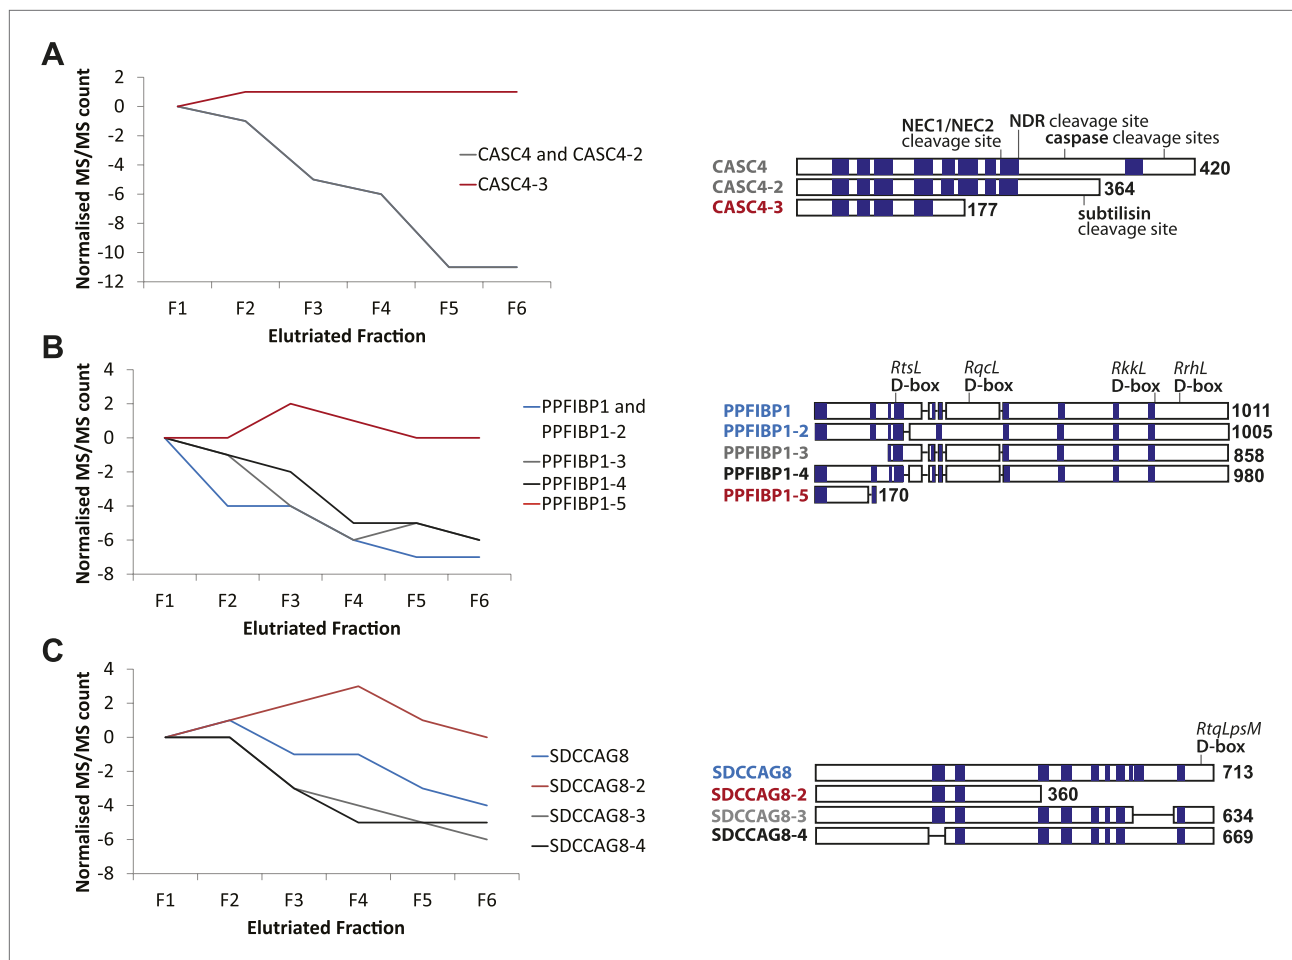 A
Normalised MS/MS count
2
0
-2
-4
-6
-8
-10
-12
F1 F2 F3 F4 F5 F6
Elutriated Fraction
CASC4 and CASC4-2
CASC4-3
NEC1/NEC2
cleavage site
NDR cleavage site
caspase cleavage sites
CASC4 420
CASC4-2 364
CASC4-3 177
subtilisin
cleavage site
B
Normalised MS/MS count
4
2
0
-2
-4
-6
-8
F1 F2 F3 F4 F5 F6
Elutriated Fraction
PPFIBP1 and
PPFIBP1-2
PPFIBP1-3
PPFIBP1-4
PPFIBP1-5
RtsL RqcL RkkL RrhL
D-box D-box D-box D-box
PPFIBP1 1011
PPFIBP1-2 1005
PPFIBP1-3 858
PPFIBP1-4 980
PPFIBP1-5 170
C
Normalised MS/MS count
4
2
0
-2
-4
-6
-8
F1 F2 F3 F4 F5 F6
Elutriated Fraction
SDCCAG8
SDCCAG8-2
SDCCAG8-3
SDCCAG8-4
RtqLpsM
D-box
SDCCAG8 713
SDCCAG8-2 360
SDCCAG8-3 634
SDCCAG8-4 669